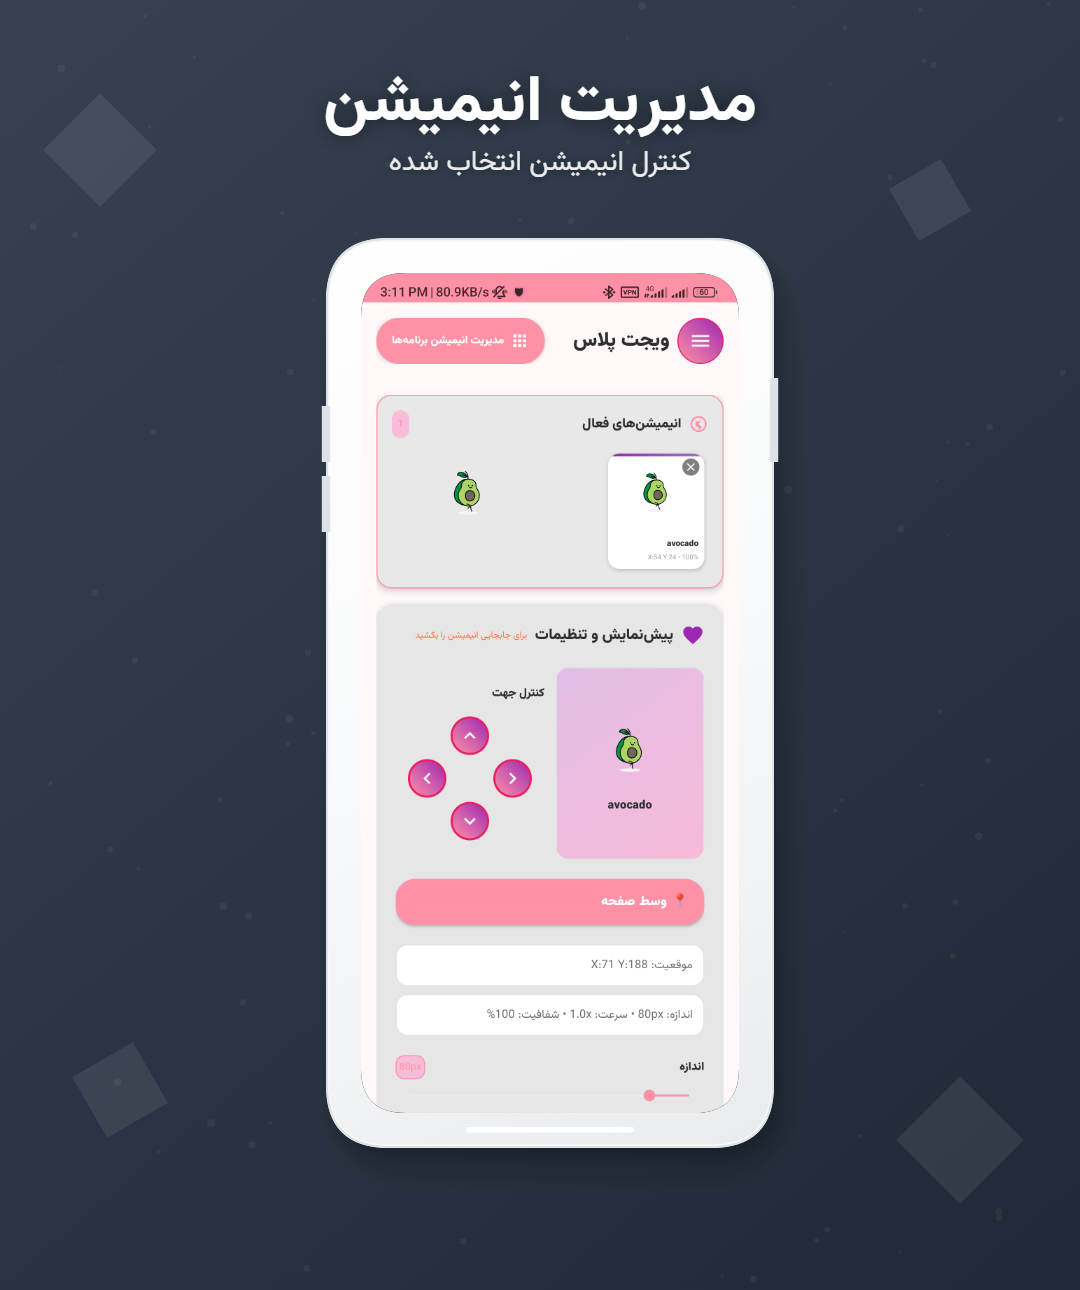 مدیریت انیمیشن
کنترل انیمیشن انتخاب شده
3:11 PM | 80.9KB/s
VPN 4G 60
ویجت پلاس
مدیریت انیمیشن برنامه‌ها
انیمیشن‌های فعال
1
avocado
X:54 Y:24 • 100%
پیش‌نمایش و تنظیمات
برای جابجایی انیمیشن را بکشید
کنترل جهت
avocado
📍 وسط صفحه
موقعیت: X:71 Y:188
اندازه: 80px • سرعت: 1.0x • شفافیت: 100%
اندازه
80px